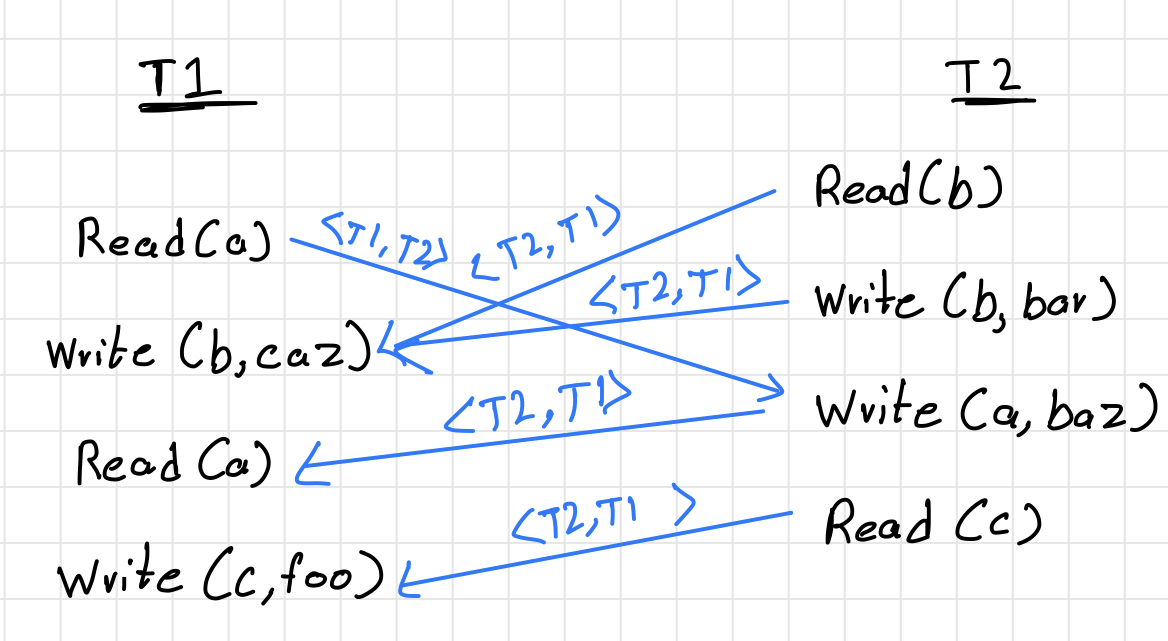 T1
T2
Read(b)
Read(a)
<T1,T2>
<T2,T1>
<T2,T1>
Write (b, bar)
Write (b,caz)
<T2,T1>
Write (a, baz)
Read (a)
<T2,T1>
Read (c)
Write (c,foo)